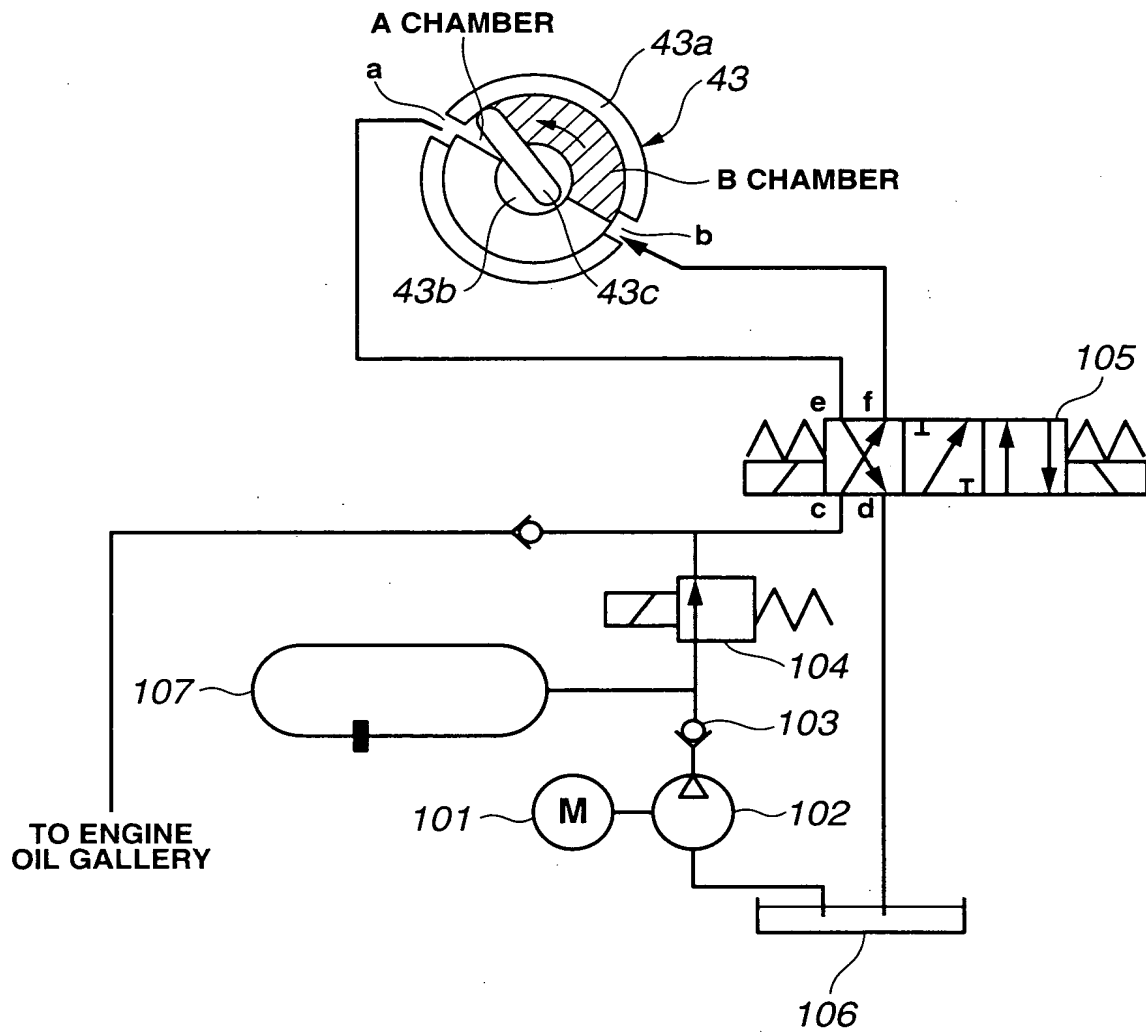 A CHAMBER
43a
a
43
B CHAMBER
b
43b
43c
105
e f
c d
104
107
103
101
M
102
TO ENGINE
OIL GALLERY
106